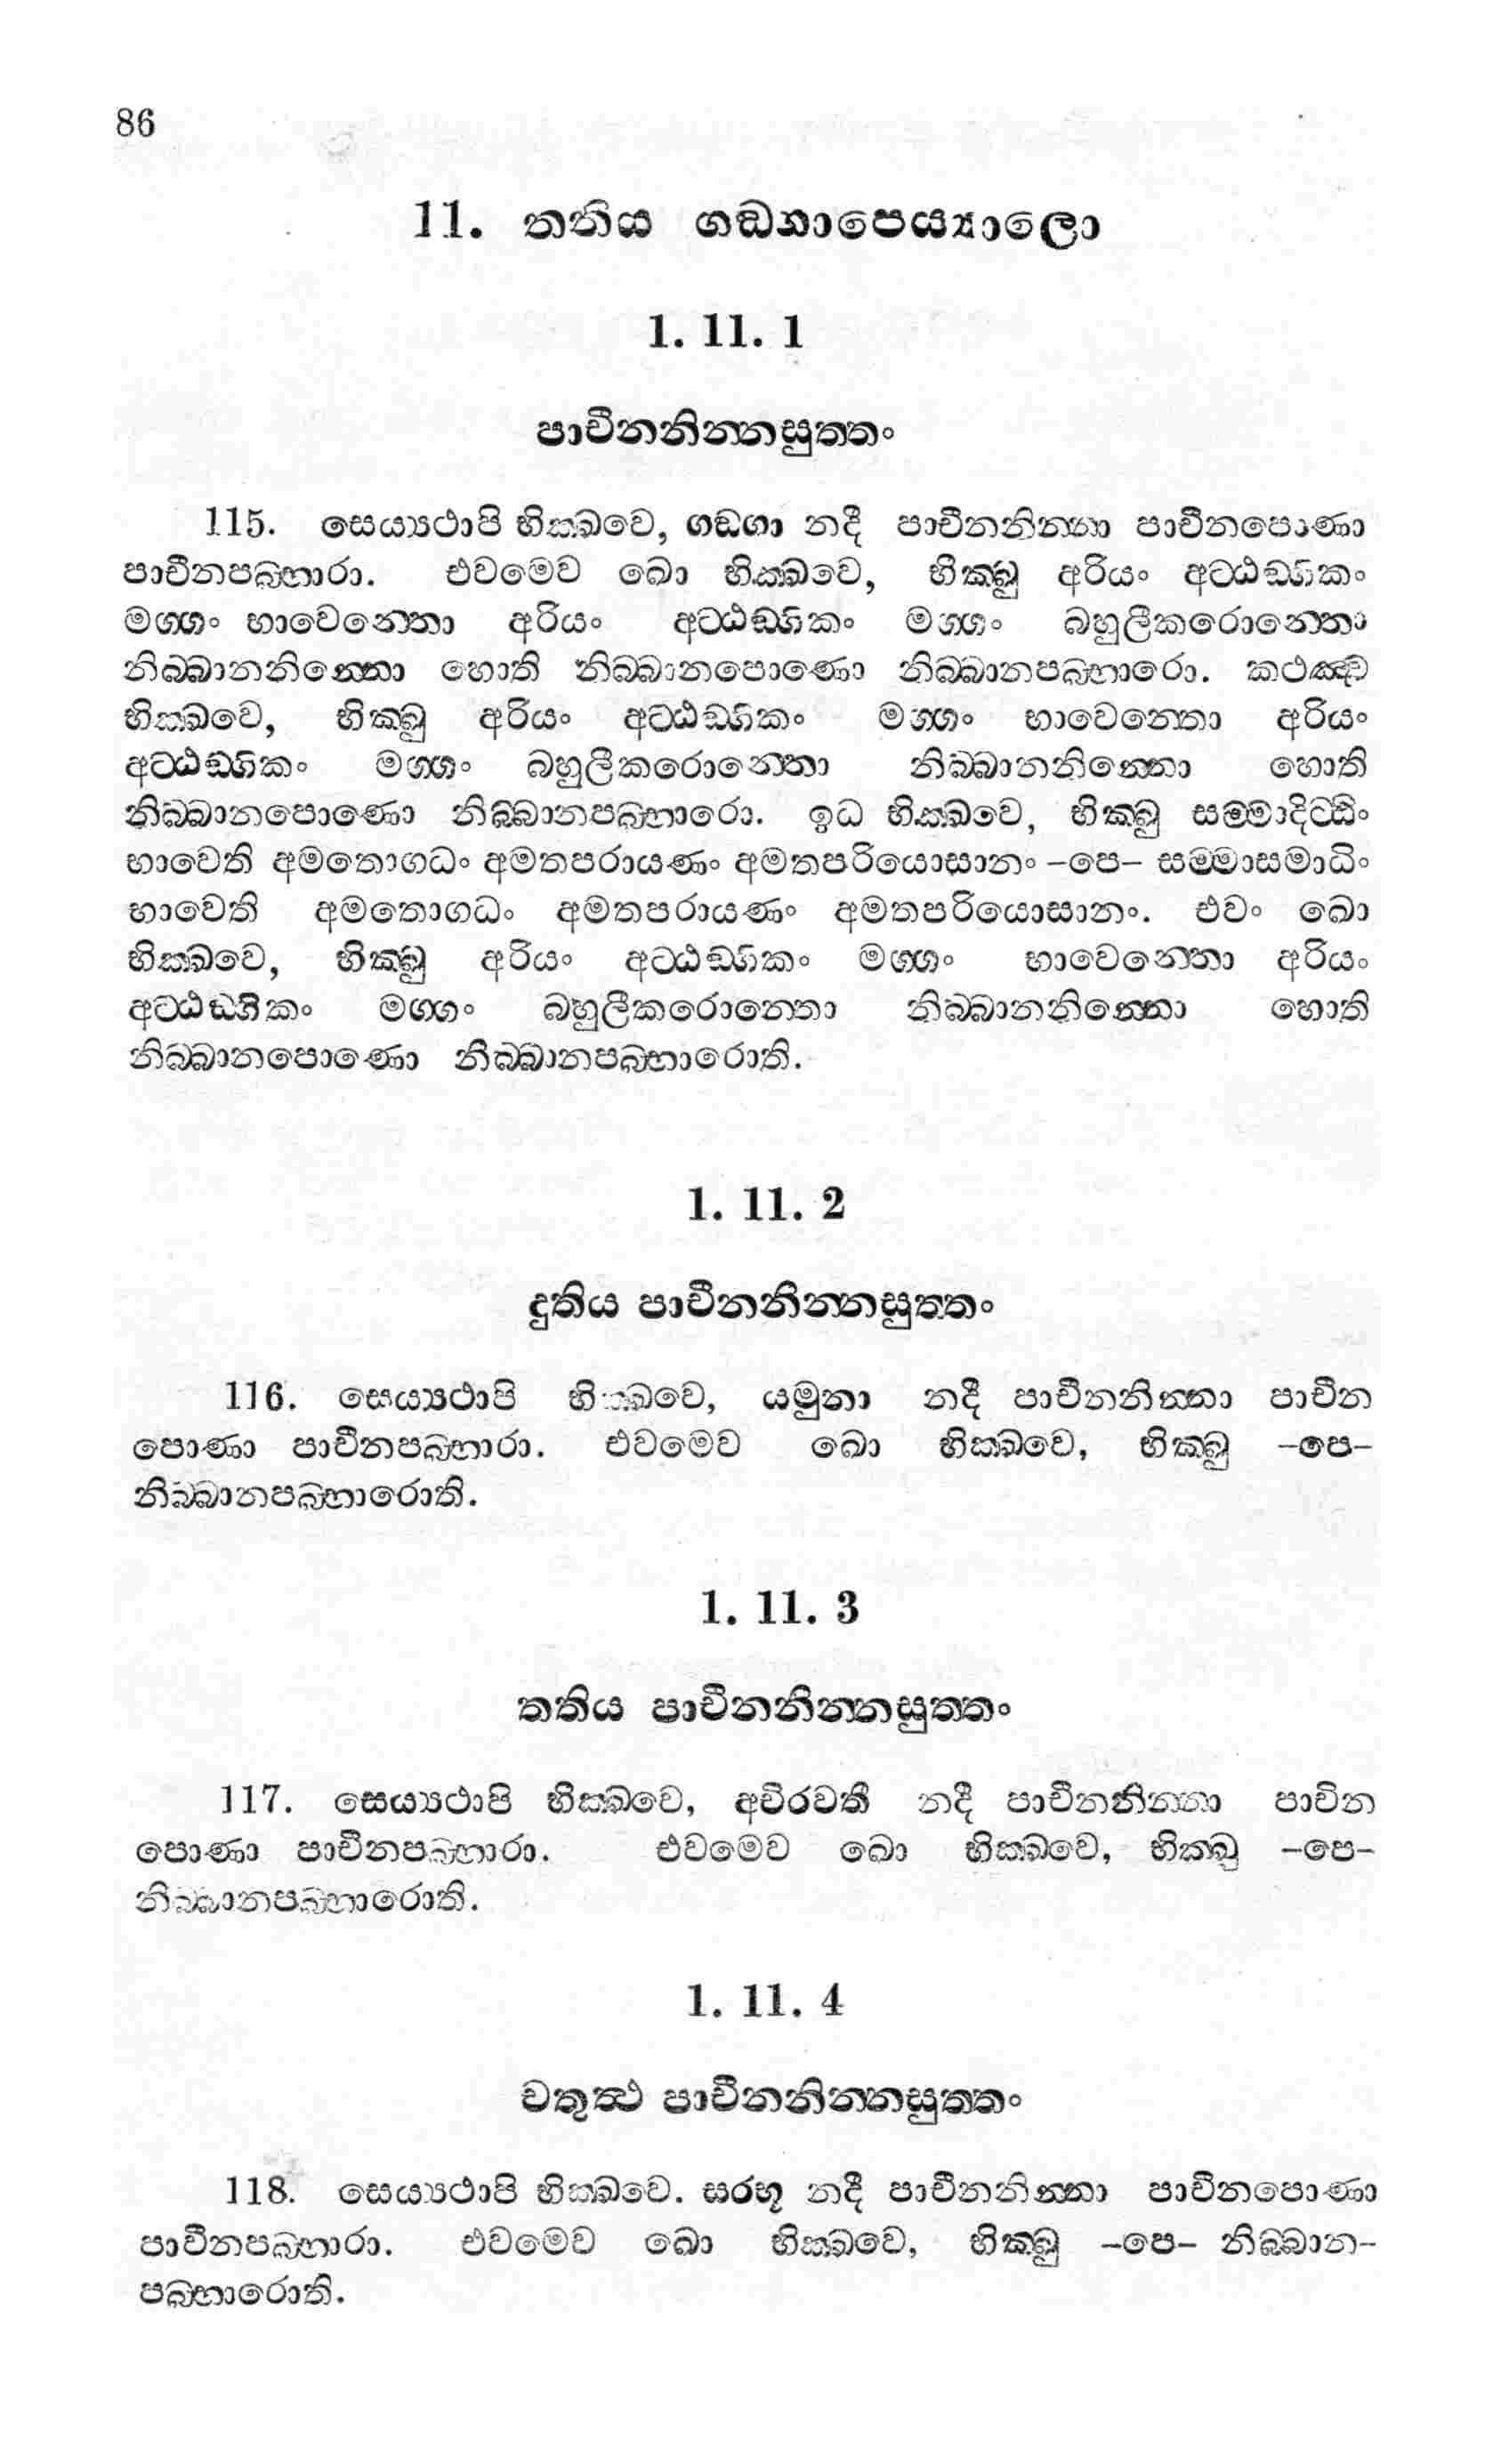 86
11. තතිය ගඞ්ගාපෙය්‍යාලො
1. 11. 1
පාචීනනින්නසුත්තං
115. සෙය්‍යථාපි භික්ඛවෙ, ගඞ්ගා නදී පාචීනනින්නා පාචීනපොණා
පාචීනපබ්භාරා. එවමෙව ඛො භික්ඛවෙ, භික්ඛු අරියං අට්ඨඞ්ගිකං
මග්ගං භාවෙන්තො අරියං අට්ඨඞ්ගිකං මග්ගං බහුලීකරොන්තො
නිබ්බානනින්නො හොති නිබ්බානපොණො නිබ්බානපබ්භාරො. කථඤ්ච
භික්ඛවෙ, භික්ඛු අරියං අට්ඨඞ්ගිකං මග්ගං භාවෙන්තො අරියං
අට්ඨඞ්ගිකං මග්ගං බහුලීකරොන්තො නිබ්බානනින්නො හොති
නිබ්බානපොණො නිබ්බානපබ්භාරො. ඉධ භික්ඛවෙ, භික්ඛු සම්මාදිට්ඨිං
භාවෙති අමතොගධං අමතපරායණං අමතපරියොසානං -පෙ- සම්මාසමාධිං
භාවෙති අමතොගධං අමතපරායණං අමතපරියොසානං. එවං ඛො
භික්ඛවෙ, භික්ඛු අරියං අට්ඨඞ්ගිකං මග්ගං භාවෙන්තො අරියං
අට්ඨඞ්ගිකං මග්ගං බහුලීකරොන්තො නිබ්බානනින්නො හොති
නිබ්බානපොණො නිබ්බානපබ්භාරොති.
1. 11. 2
දුතිය පාචීනනින්නසුත්තං
116. සෙය්‍යථාපි භික්ඛවෙ, යමුනා නදී පාචීනනින්නා පාචීන
පොණා පාචීනපබ්භාරා. එවමෙව ඛො භික්ඛවෙ, භික්ඛු -පෙ-
නිබ්බානපබ්භාරොති.
1. 11. 3
තතිය පාචීනනින්නසුත්තං
117. සෙය්‍යථාපි භික්ඛවෙ, අචිරවතී නදී පාචීනනින්නා පාචීන
පොණා පාචීනපබ්භාරා. එවමෙව ඛො භික්ඛවෙ, භික්ඛු -පෙ-
නිබ්බානපබ්භාරොති.
1. 11. 4
චතුත්ථ පාචීනනින්නසුත්තං
118. සෙය්‍යථාපි භික්ඛවෙ. සරභූ නදී පාචීනනින්නා පාචීනපොණා
පාචීනපබ්භාරා. එවමෙව ඛො භික්ඛවෙ, භික්ඛු -පෙ- නිබ්බාන-
පබ්භාරොති.